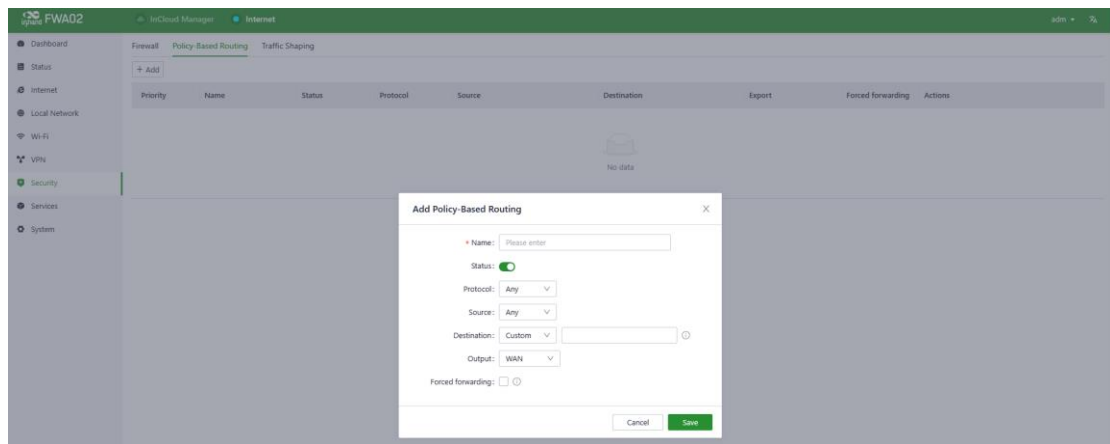 inhand FWA02 InCloud Manager Internet adm
Dashboard
Status
Internet
Local Network
Wi-Fi
VPN
Security
Services
System
Firewall Policy-Based Routing Traffic Shaping
+ Add
Priority Name Status Protocol Source Destination Export Forced forwarding Actions
No data
Add Policy-Based Routing
* Name: Please enter
Status:
Protocol: Any
Source: Any
Destination: Custom
Output: WAN
Forced forwarding:
Cancel Save